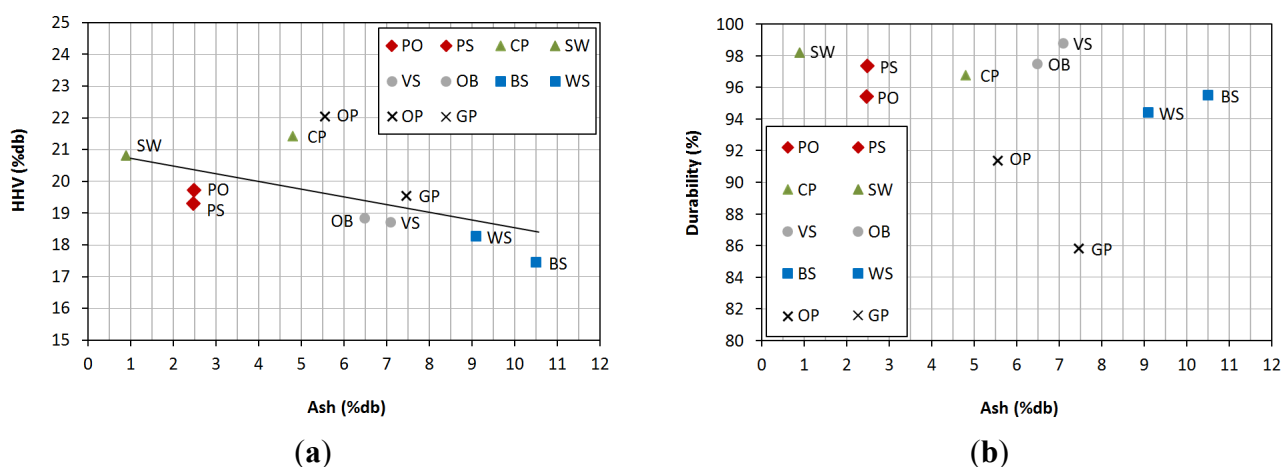 HHV (%db)
25
24
23
22
21
20
19
18
17
16
15
PO PS CP SW
VS OB BS WS
OP GP
OP
CP
SW
PO
PS
GP
OB VS
WS
BS
0 1 2 3 4 5 6 7 8 9 10 11 12
Ash (%db)
(a)
Durability (%)
100
98
96
94
92
90
88
86
84
82
80
VS
SW
OB
PS
CP
PO
BS
WS
OP
GP
PO PS
CP SW
VS OB
BS WS
OP GP
0 1 2 3 4 5 6 7 8 9 10 11 12
Ash (%db)
(b)